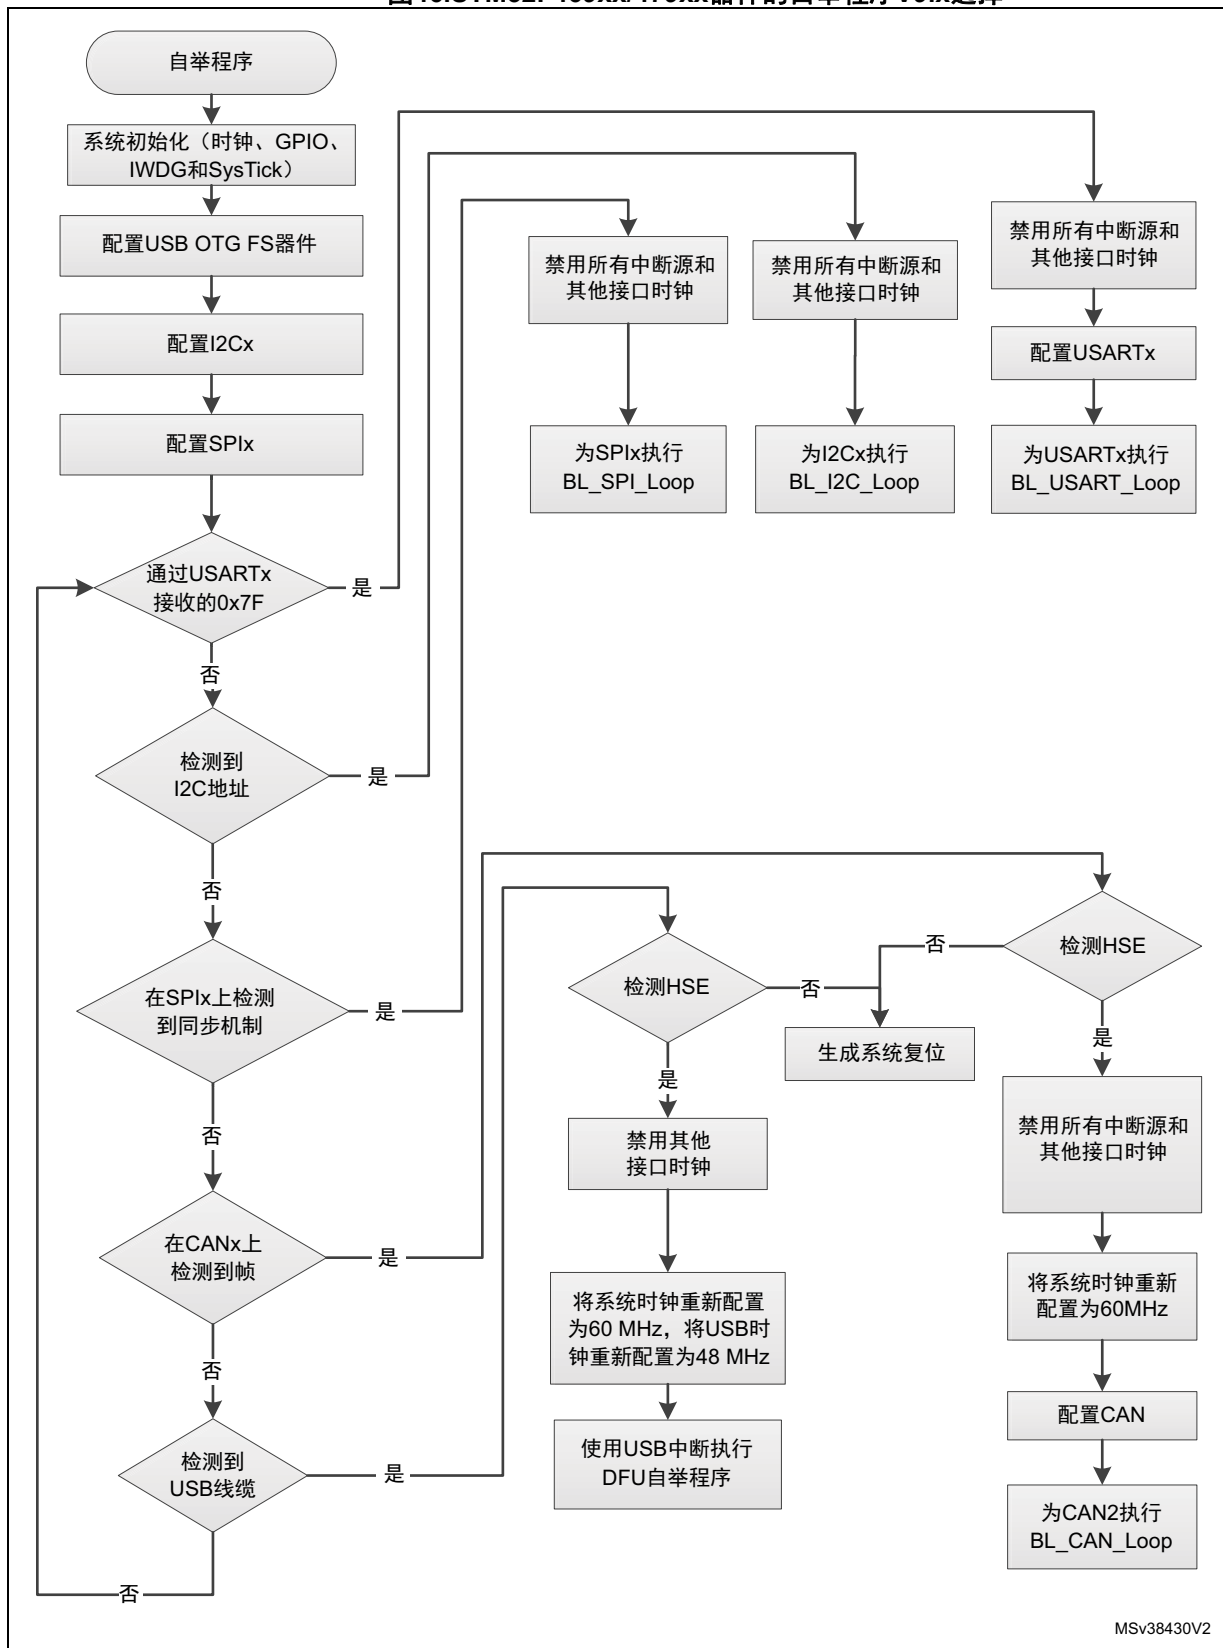 自举程序
系统初始化（时钟、GPIO、
IWDG和SysTick）
配置USB OTG FS器件
配置I2Cx
配置SPIx
通过USARTx
接收的0x7F
是
否
检测到
I2C地址
是
否
在SPIx上检测
到同步机制
是
否
在CANx上
检测到帧
是
否
检测到
USB线缆
是
否
禁用所有中断源和
其他接口时钟
为SPIx执行
BL_SPI_Loop
禁用所有中断源和
其他接口时钟
为I2Cx执行
BL_I2C_Loop
禁用所有中断源和
其他接口时钟
配置USARTx
为USARTx执行
BL_USART_Loop
检测HSE
否
是
禁用其他
接口时钟
将系统时钟重新配置
为60 MHz，将USB时
钟重新配置为48 MHz
使用USB中断执行
DFU自举程序
生成系统复位
检测HSE
否
是
禁用所有中断源和
其他接口时钟
将系统时钟重新
配置为60MHz
配置CAN
为CAN2执行
BL_CAN_Loop
MSv38430V2